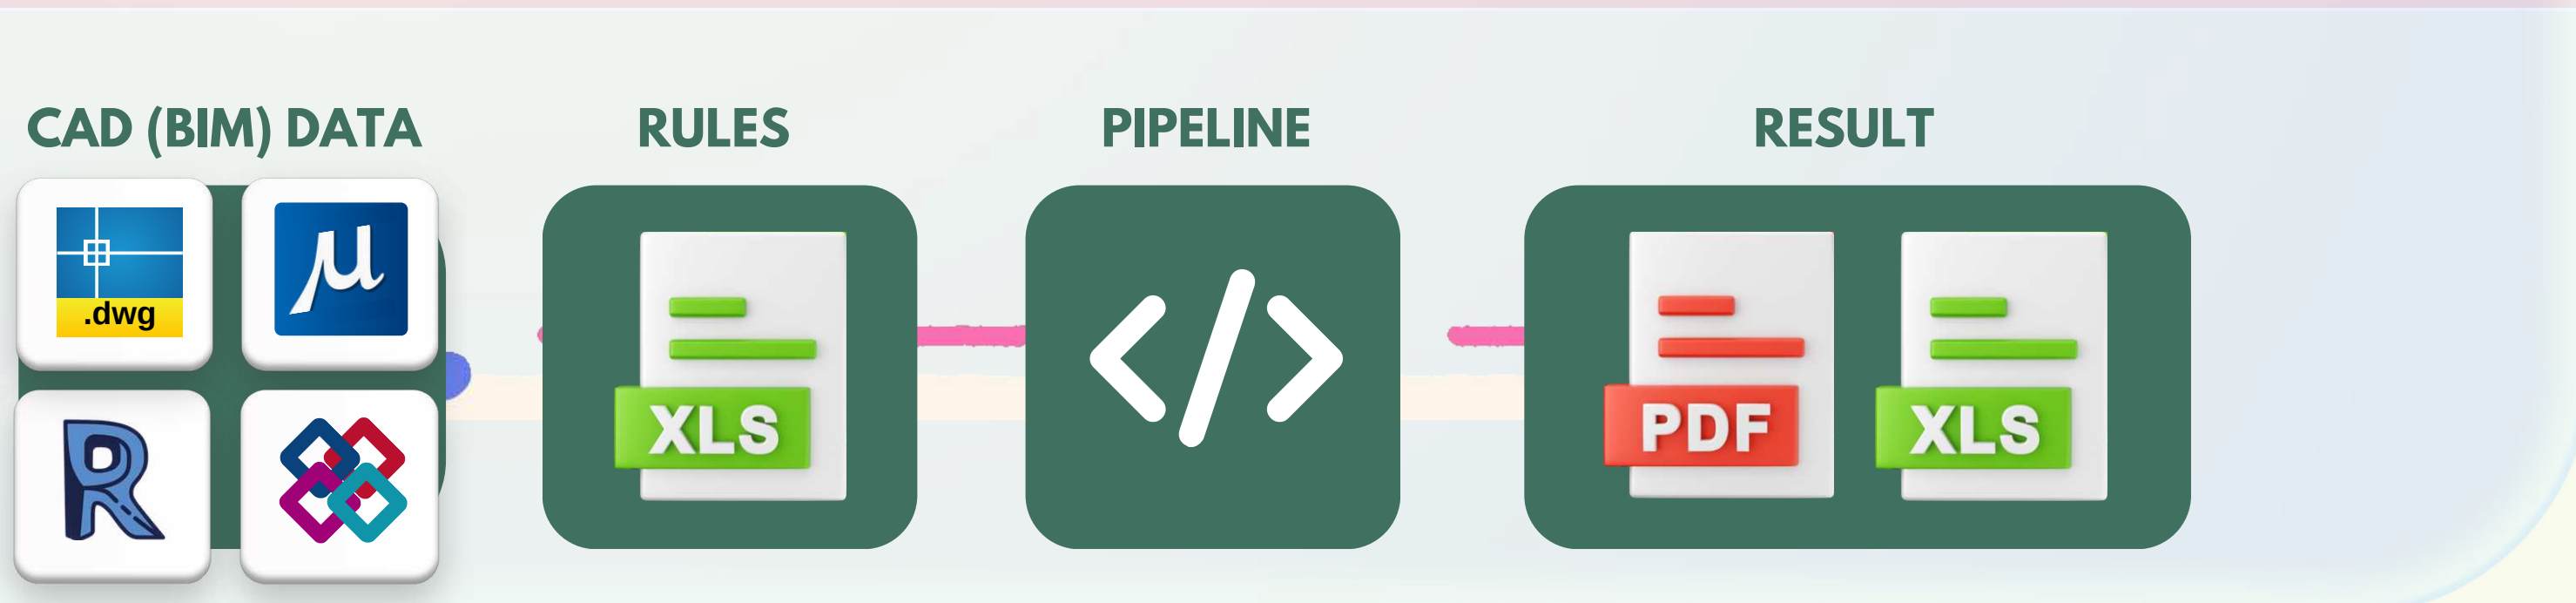 CAD (BIM) DATA
RULES
PIPELINE
RESULT
.dwg
μ
R
XLS
</>
PDF
XLS